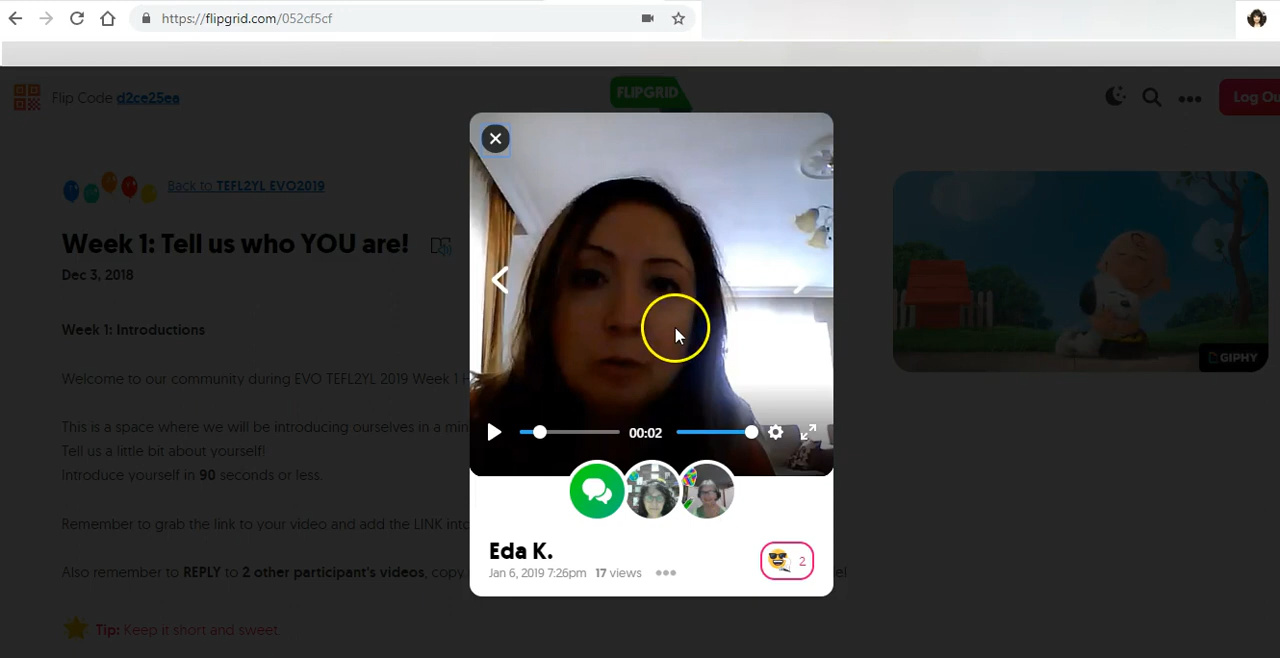 https://flipgrid.com/052cf5cf
Flip Code d2ce25ea
FLIPGRID
Log Ou
Back to TEFL2YL EVO2019
Week 1: Tell us who YOU are!
Dec 3, 2018
Week 1: Introductions
Welcome to our community during EVO TEFL2YL 2019 Week 1
This is a space where we will be introducing ourselves in a min
Tell us a little bit about yourself!
Introduce yourself in 90 seconds or less.
Remember to grab the link to your video and add the LINK into
Also remember to REPLY to 2 other participant's videos, copy
Tip: Keep it short and sweet.
GIPHY
00:02
Eda K.
Jan 6, 2019 7:26pm 17 views
2